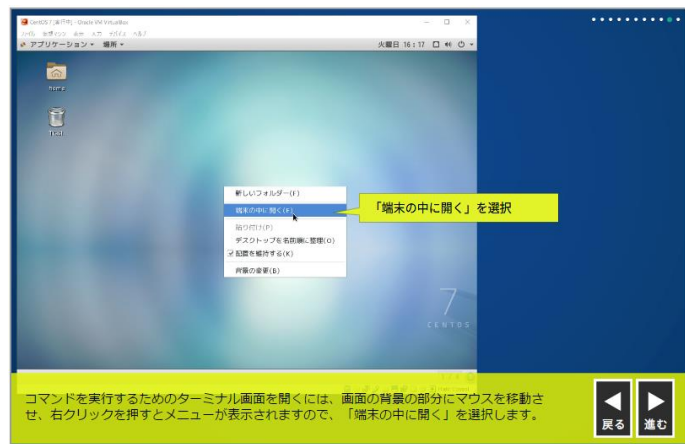 CentOS 7 [実行中] - Oracle VM VirtualBox
アプリケーション 場所 火曜日 16:17
Home
Trash
新しいフォルダー(F)
端末の中に開く(E)
貼り付け(P)
デスクトップを名前順に整理(O)
配置を維持する(K)
背景の変更(B)
「端末の中に開く」を選択
7
CENTOS
コマンドを実行するためのターミナル画面を開くには、画面の背景の部分にマウスを移動さ
せ、右クリックを押すとメニューが表示されますので、「端末の中に開く」を選択します。
戻る 進む